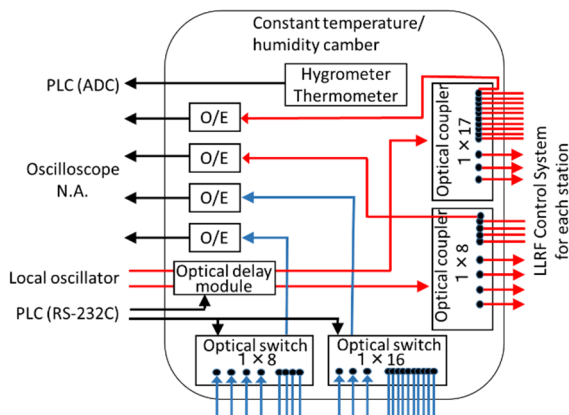 Constant temperature/
humidity camber
PLC (ADC)
Hygrometer
Thermometer
O/E
O/E
Oscilloscope
N.A.
O/E
O/E
Optical coupler
1×17
Optical coupler
1×8
LLRF Control System
for each station
Local oscillator
Optical delay
module
PLC (RS-232C)
Optical switch
1×8
Optical switch
1×16